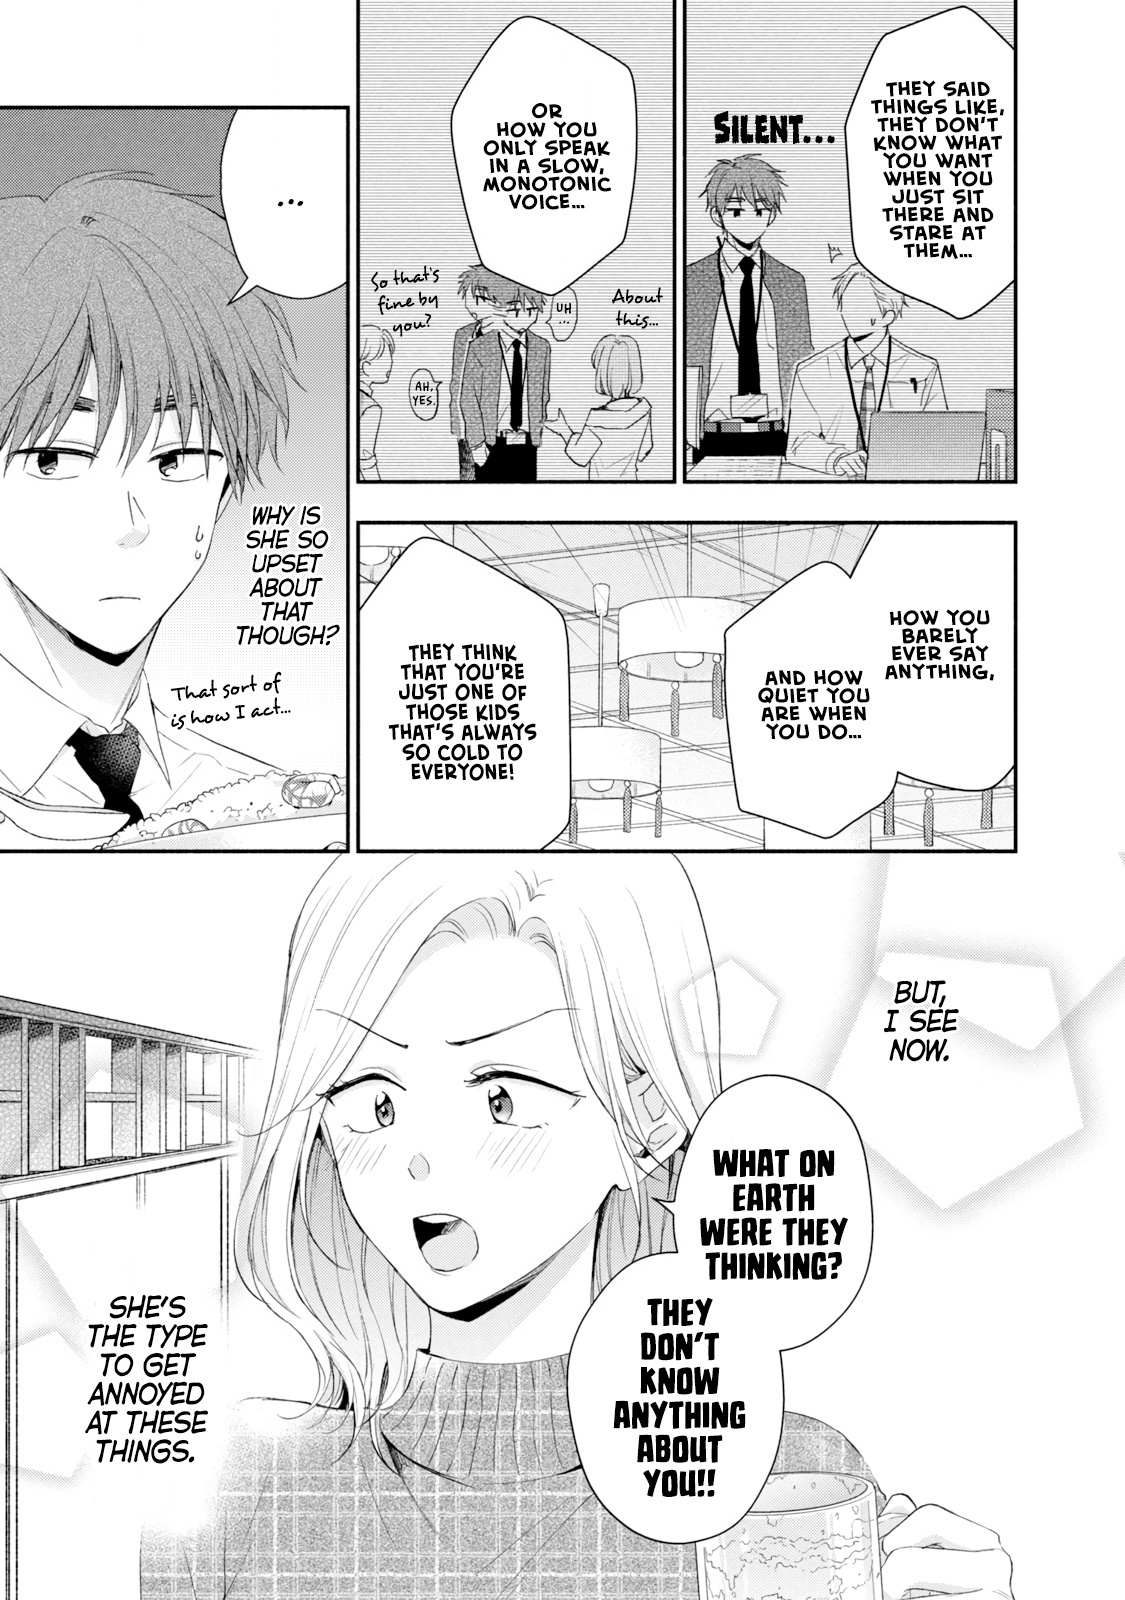 THEY SAID
THINGS LIKE,
THEY DON'T
KNOW WHAT
YOU WANT
WHEN YOU
JUST SIT
THERE AND
STARE AT
THEM...
SILENT...
OR
HOW YOU
ONLY SPEAK
IN A SLOW,
MONOTONIC
VOICE...
About
this...
UH
...
So that's
fine by
you?
AH,
YES.
HOW YOU
BARELY
EVER SAY
ANYTHING,
AND HOW
QUIET YOU
ARE WHEN
YOU DO...
THEY THINK
THAT YOU'RE
JUST ONE OF
THOSE KIDS
THAT'S ALWAYS
SO COLD TO
EVERYONE!
...
WHY IS
SHE SO
UPSET
ABOUT
THAT
THOUGH?
That sort of
is how I act...
BUT,
I SEE
NOW.
WHAT ON
EARTH
WERE THEY
THINKING?
THEY
DON'T
KNOW
ANYTHING
ABOUT
YOU!!
SHE'S
THE TYPE
TO GET
ANNOYED
AT THESE
THINGS.